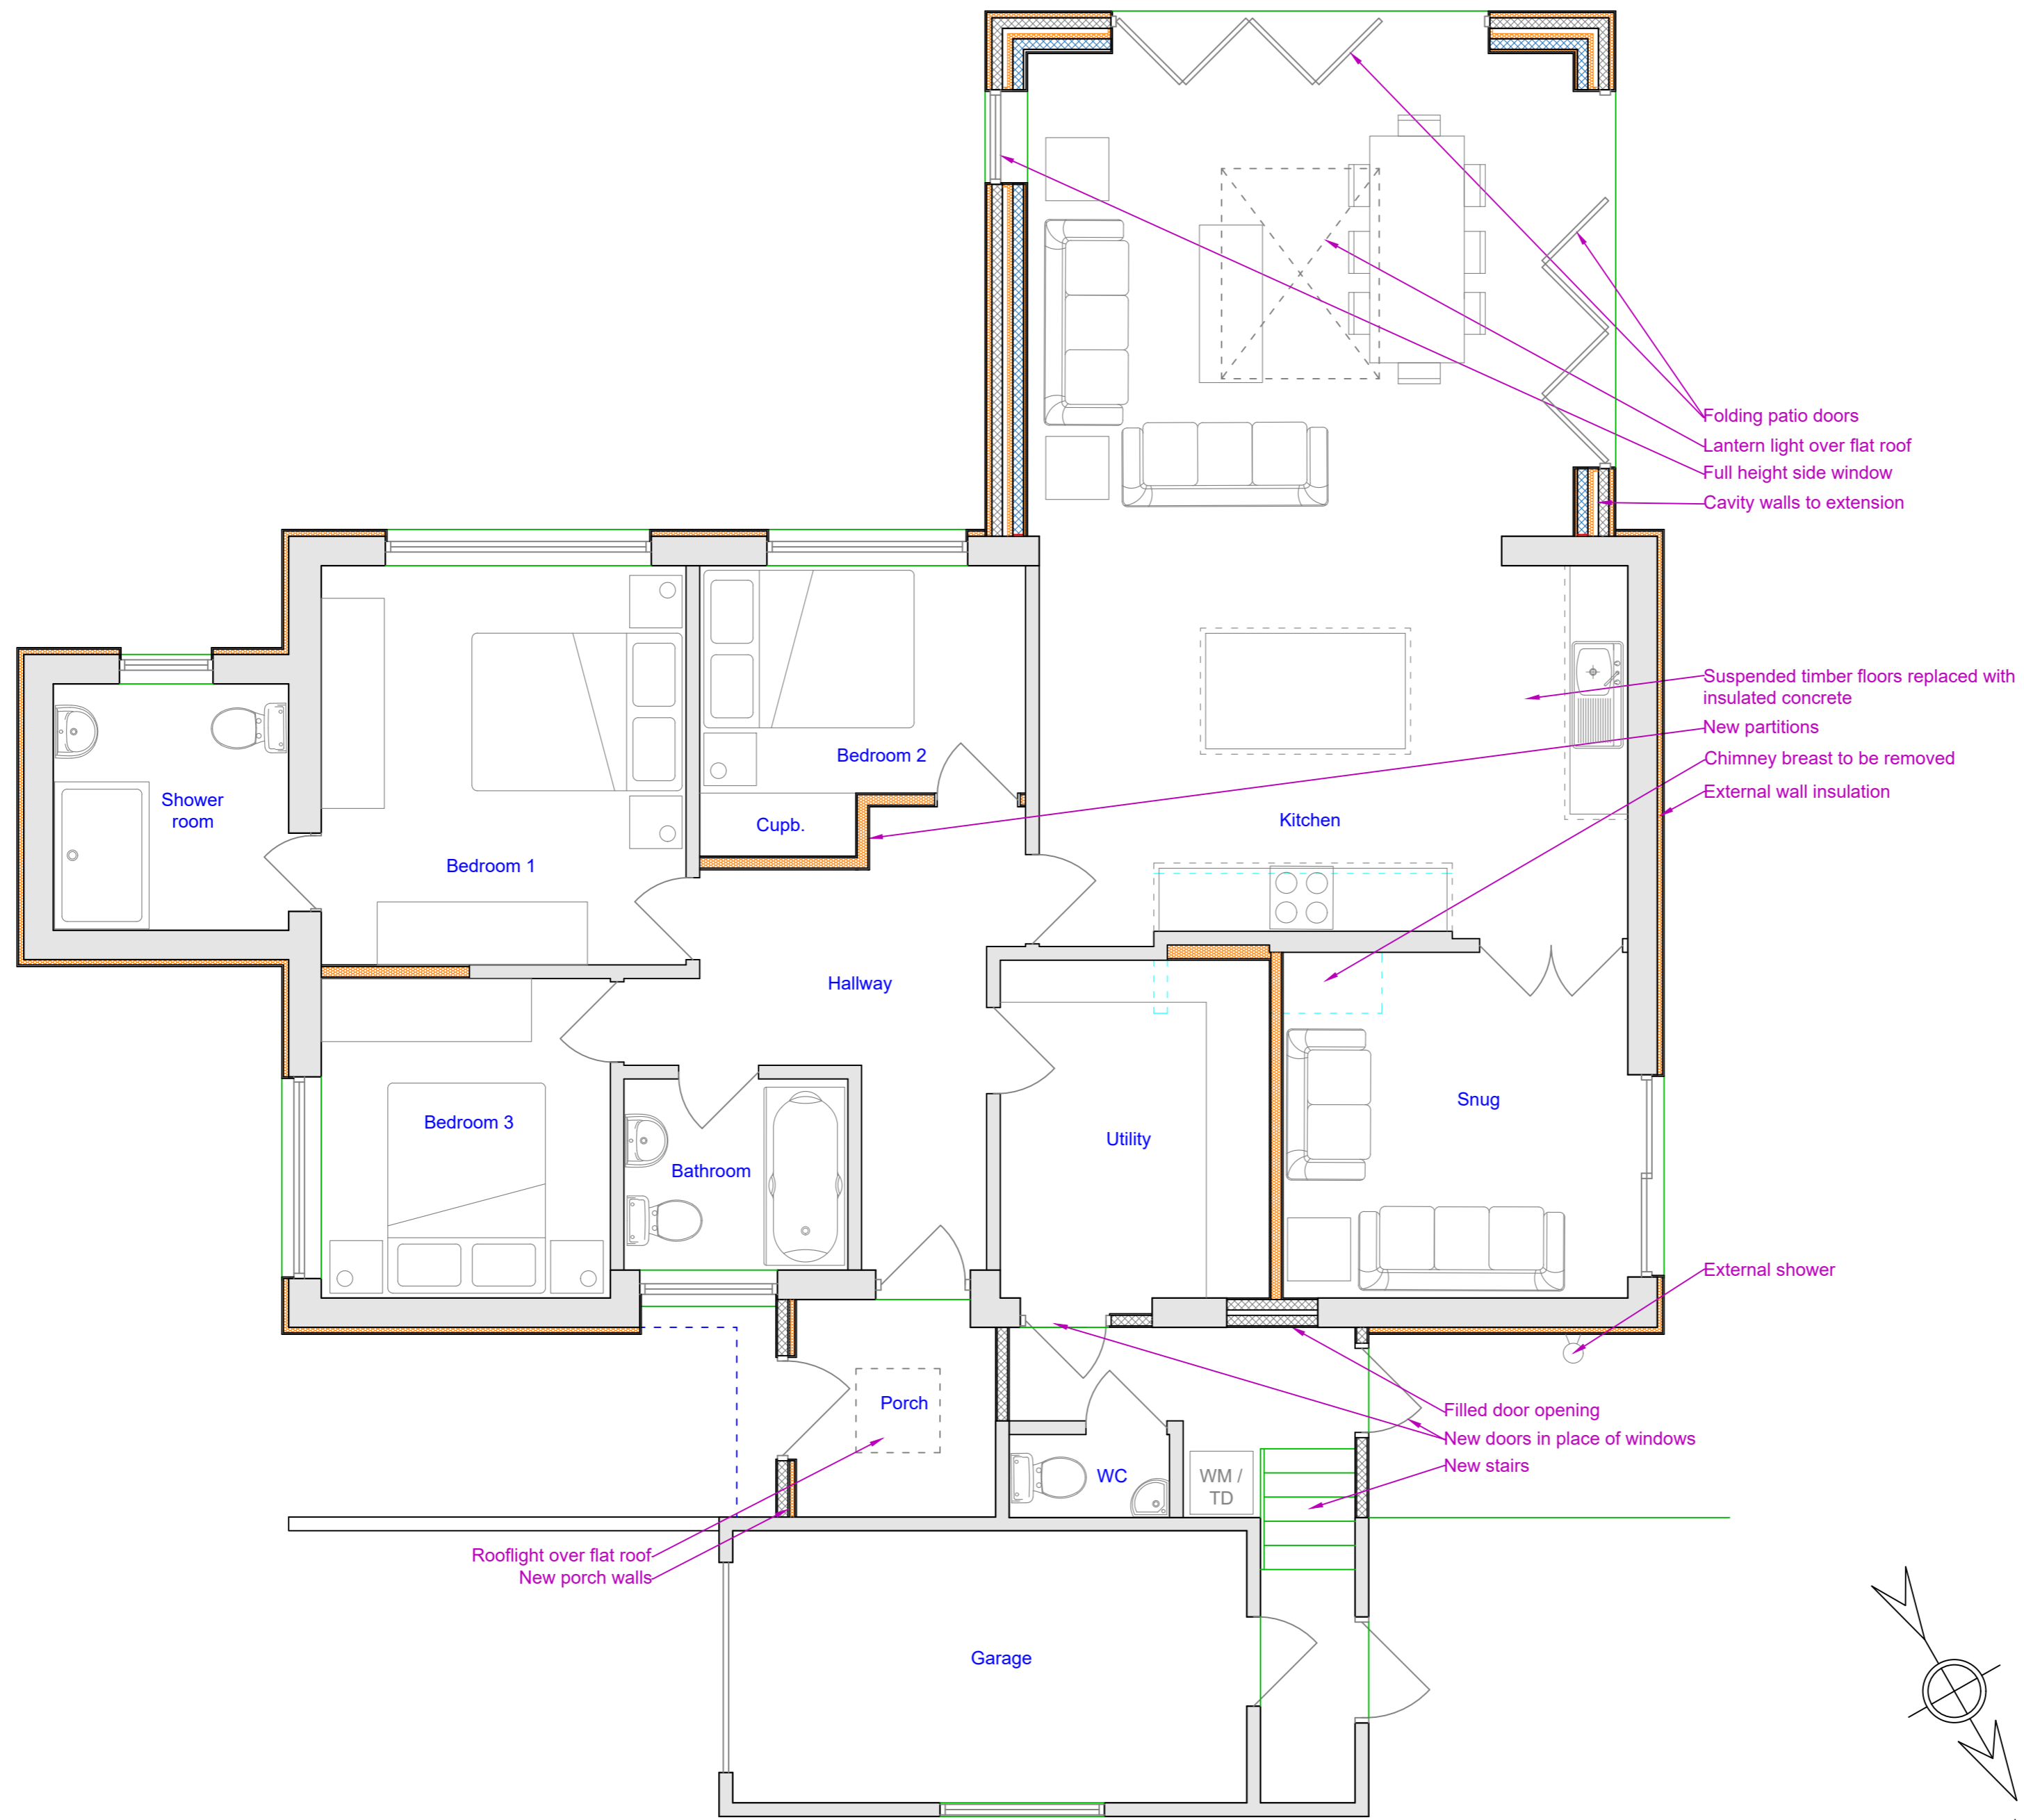 Folding patio doors
Lantern light over flat roof
Full height side window
Cavity walls to extension
Suspended timber floors replaced with
insulated concrete
New partitions
Chimney breast to be removed
External wall insulation
Bedroom 2
Shower
room
Cupb.
Kitchen
Bedroom 1
Hallway
Snug
Bedroom 3
Utility
Bathroom
External shower
Porch
Filled door opening
New doors in place of windows
New stairs
WC
WM /
TD
Rooflight over flat roof
New porch walls
Garage